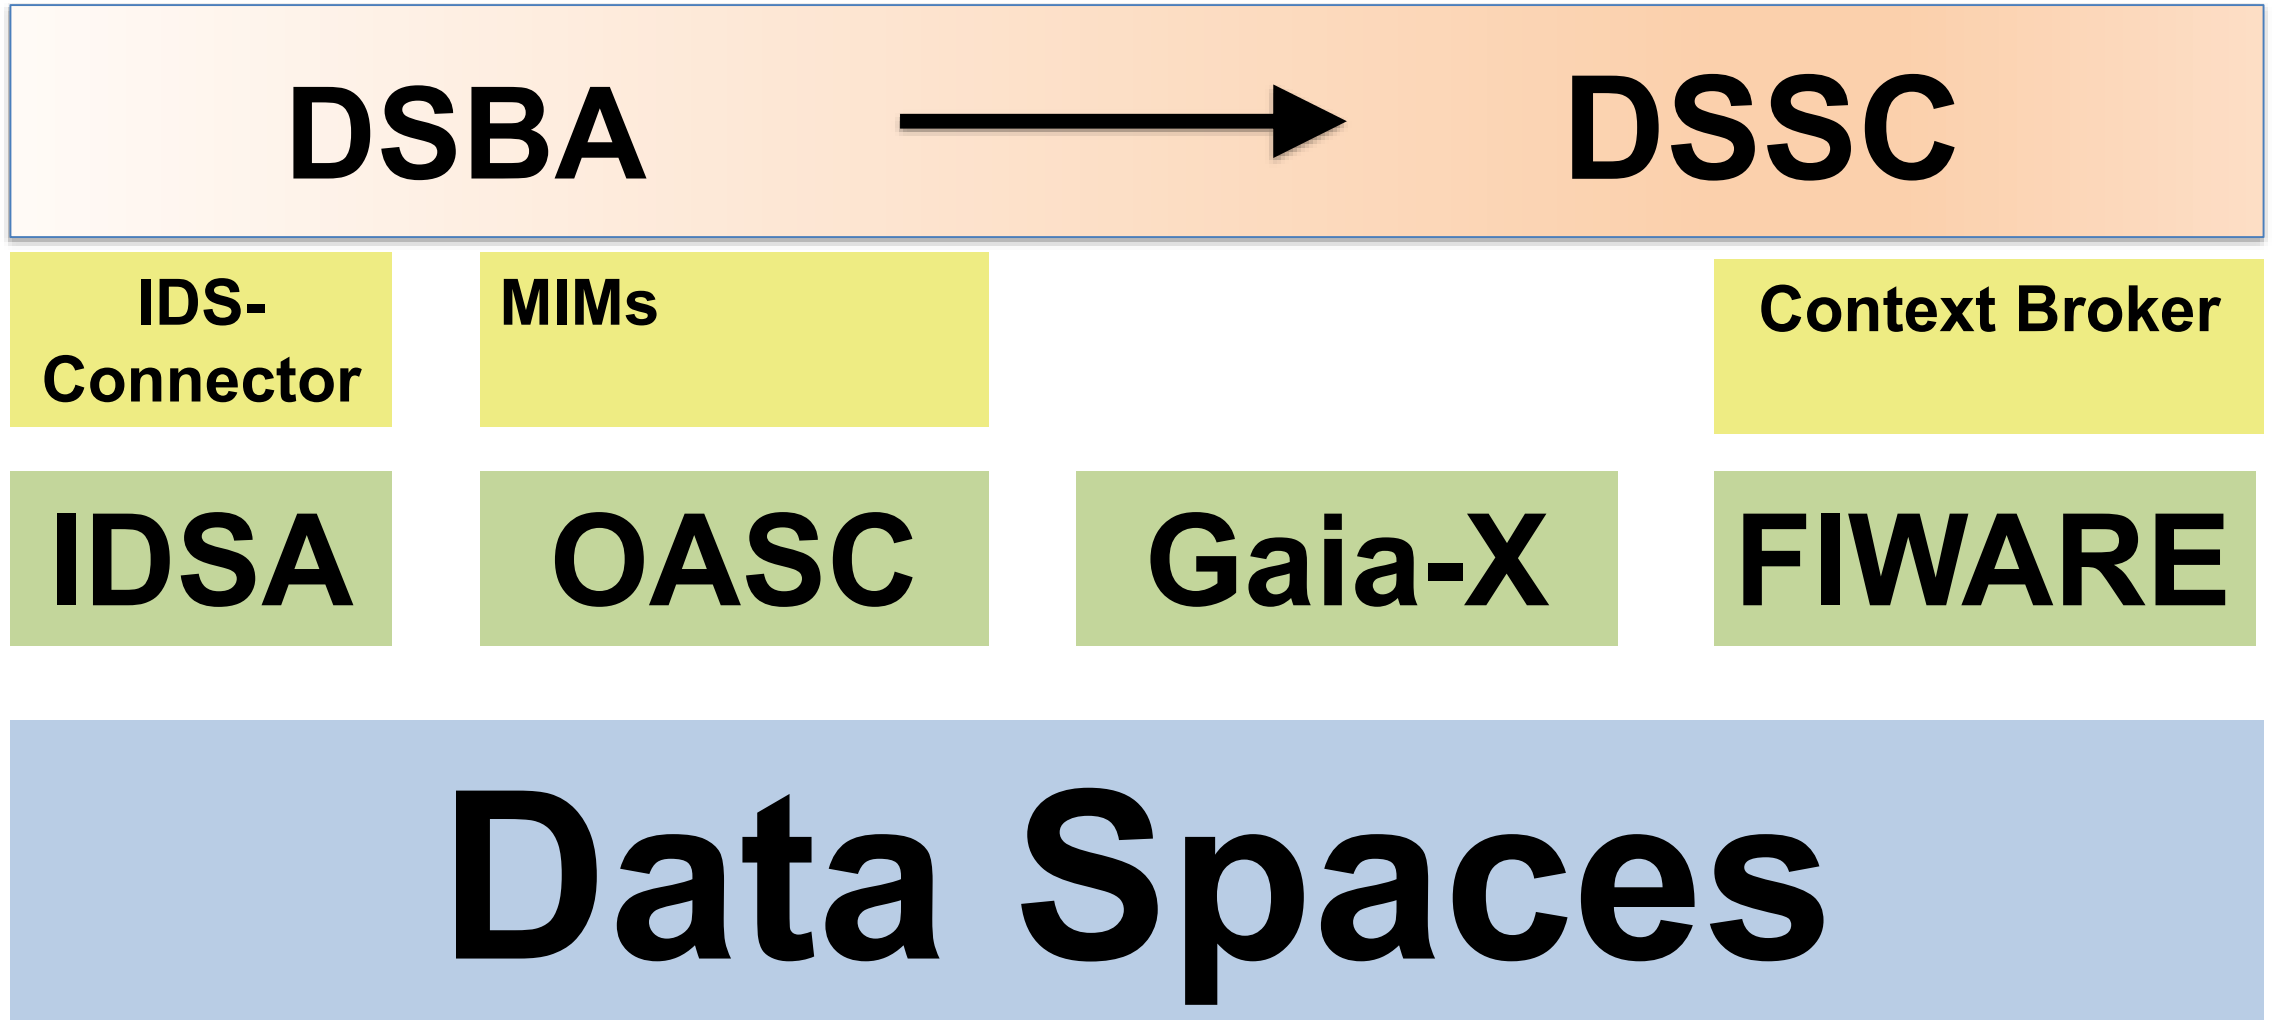 DSBA DSSC
IDS-
Connector
MIMs
Context Broker
IDSA OASC Gaia-X FIWARE
Data Spaces